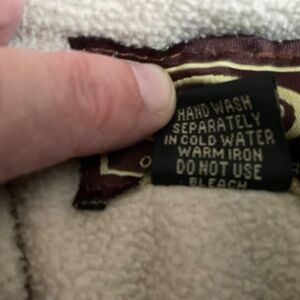 HAND WASH
SEPARATELY
IN COLD WATER
WARM IRON
DO NOT USE
BLEACH